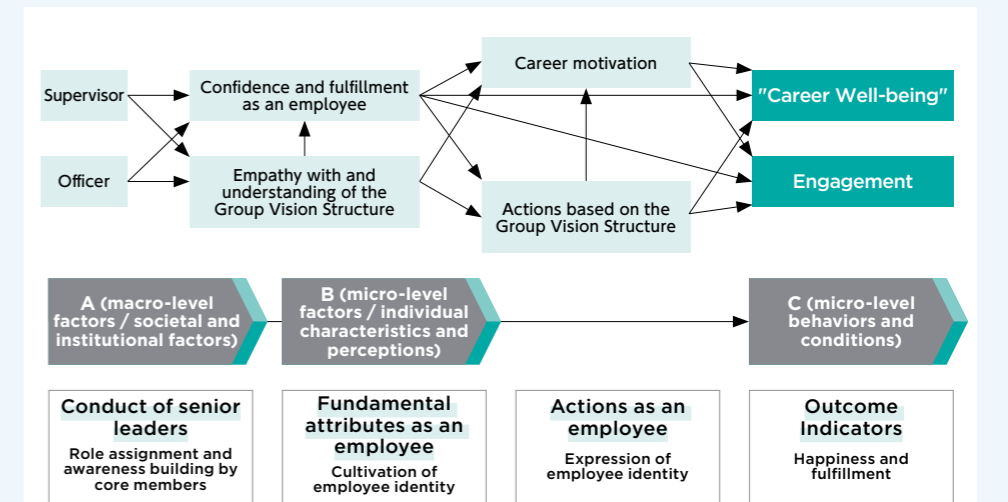 Supervisor
Officer
Confidence and fulfillment
as an employee
Empathy with and
understanding of the
Group Vision Structure
Career motivation
Actions based on the
Group Vision Structure
"Career Well-being"
Engagement
A (macro-level
factors / societal and
institutional factors)
B (micro-level
factors / individual
characteristics and
perceptions)
C (micro-level
behaviors and
conditions)
Conduct of senior
leaders
Role assignment and
awareness building by
core members
Fundamental
attributes as an
employee
Cultivation of
employee identity
Actions as an
employee
Expression of
employee identity
Outcome
Indicators
Happiness and
fulfillment